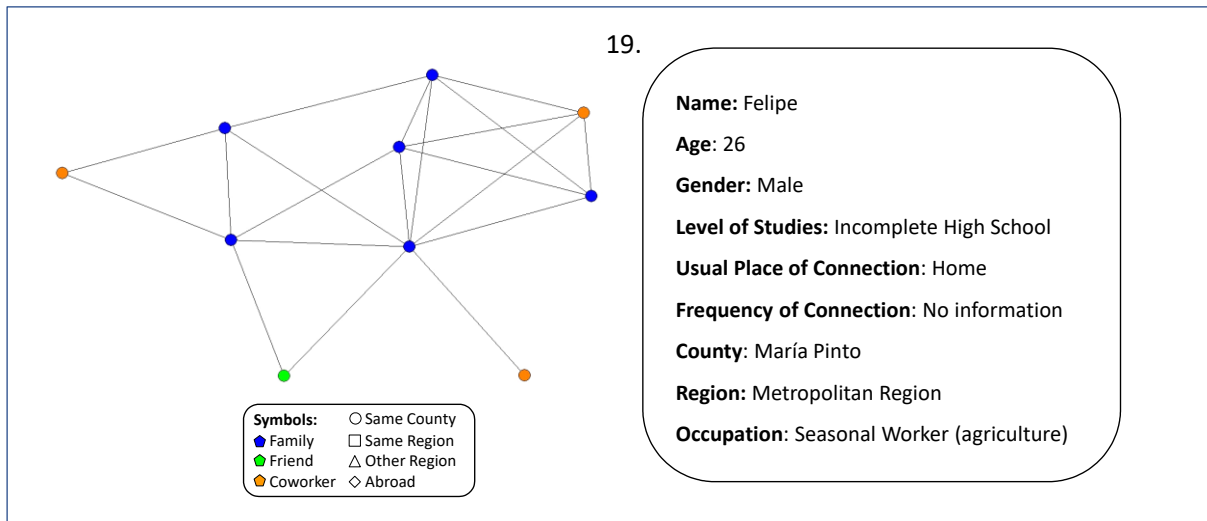 19.
Name: Felipe
Age: 26
Gender: Male
Level of Studies: Incomplete High School
Usual Place of Connection: Home
Frequency of Connection: No information
County: María Pinto
Region: Metropolitan Region
Occupation: Seasonal Worker (agriculture)
Symbols:
Family
Friend
Coworker
Same County
Same Region
Other Region
Abroad